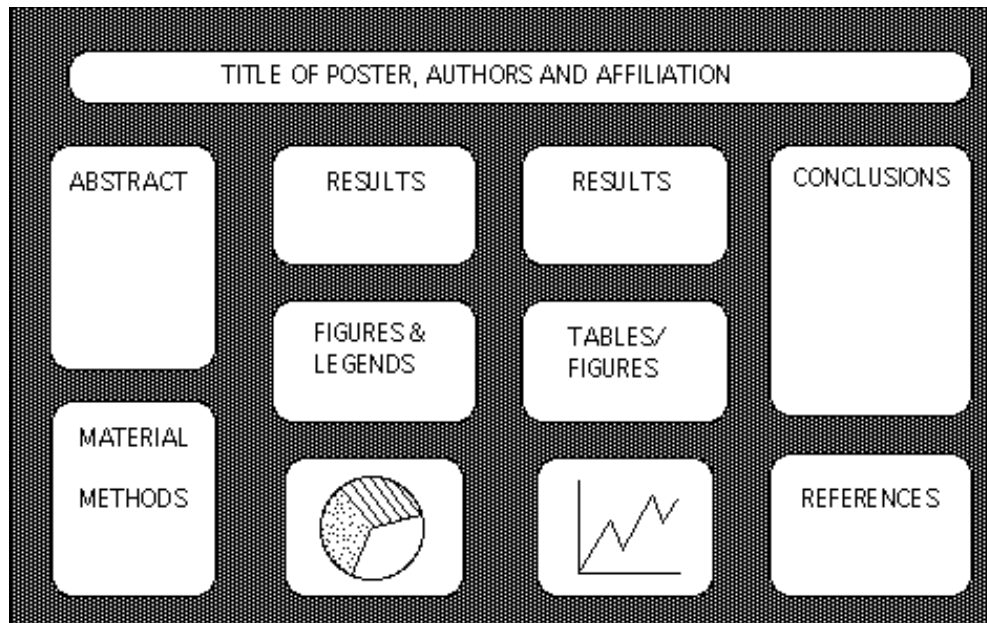 TITLE OF POSTER, AUTHORS AND AFFILIATION
ABSTRACT
MATERIAL
METHODS
RESULTS
FIGURES &
LEGENDS
RESULTS
TABLES/
FIGURES
CONCLUSIONS
REFERENCES